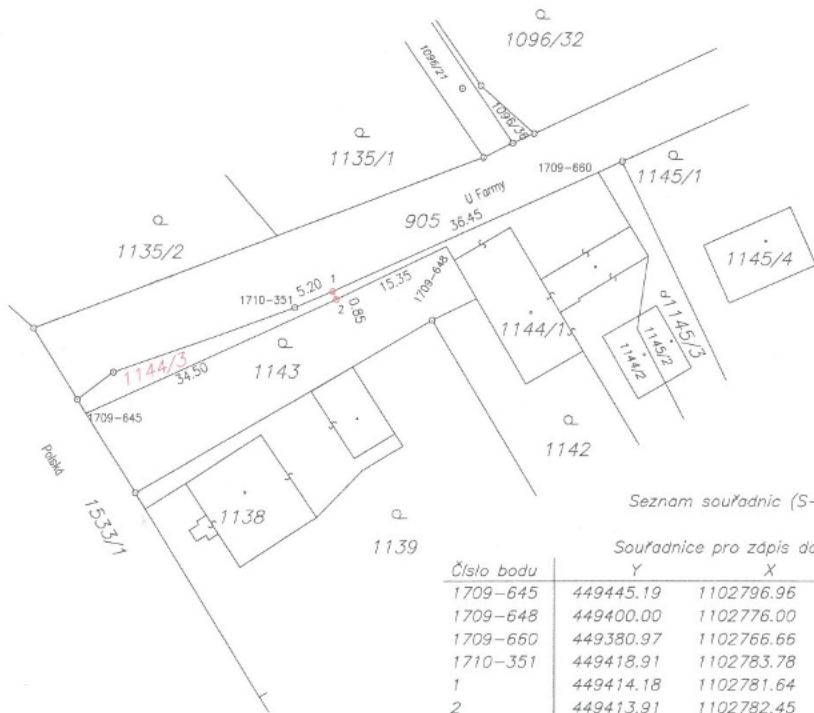 1096/32
1096/21
1096/36
1135/1
1709-660
1145/1
U Farmy
905
36.45
1135/2
1145/4
5.20
1
15.35
1709-648
1710-351
0.85
2
1144/1
1145/3
1144/3
1143
34.50
1145/2
1144/2
1709-645
1142
Polská
1533/1
1138
1139
Seznam souřadnic (S-
Souřadnice pro zápis do
Číslo bodu Y X
1709-645 449445.19 1102796.96
1709-648 449400.00 1102776.00
1709-660 449380.97 1102766.66
1710-351 449418.91 1102783.78
1 449414.18 1102781.64
2 449413.91 1102782.45